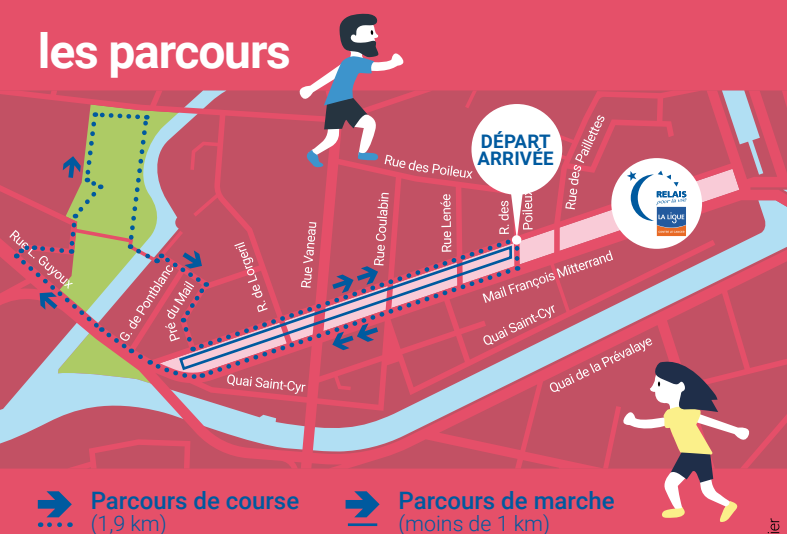 les parcours
DÉPART
ARRIVÉE
Rue des Poileux
Rue des Paillettes
RELAIS
pour la vie
LA LIGUE
R. des
Poileux
Rue Lenée
Rue Coulabin
Rue Vaneau
R. de Lorgeril
Rue L. Guyoux
G. de Pontblanc
Pré du Mail
Mail François Mitterrand
Quai Saint-Cyr
Quai Saint-Cyr
Quai de la Prévalaye
Parcours de course
(1,9 km)
Parcours de marche
(moins de 1 km)